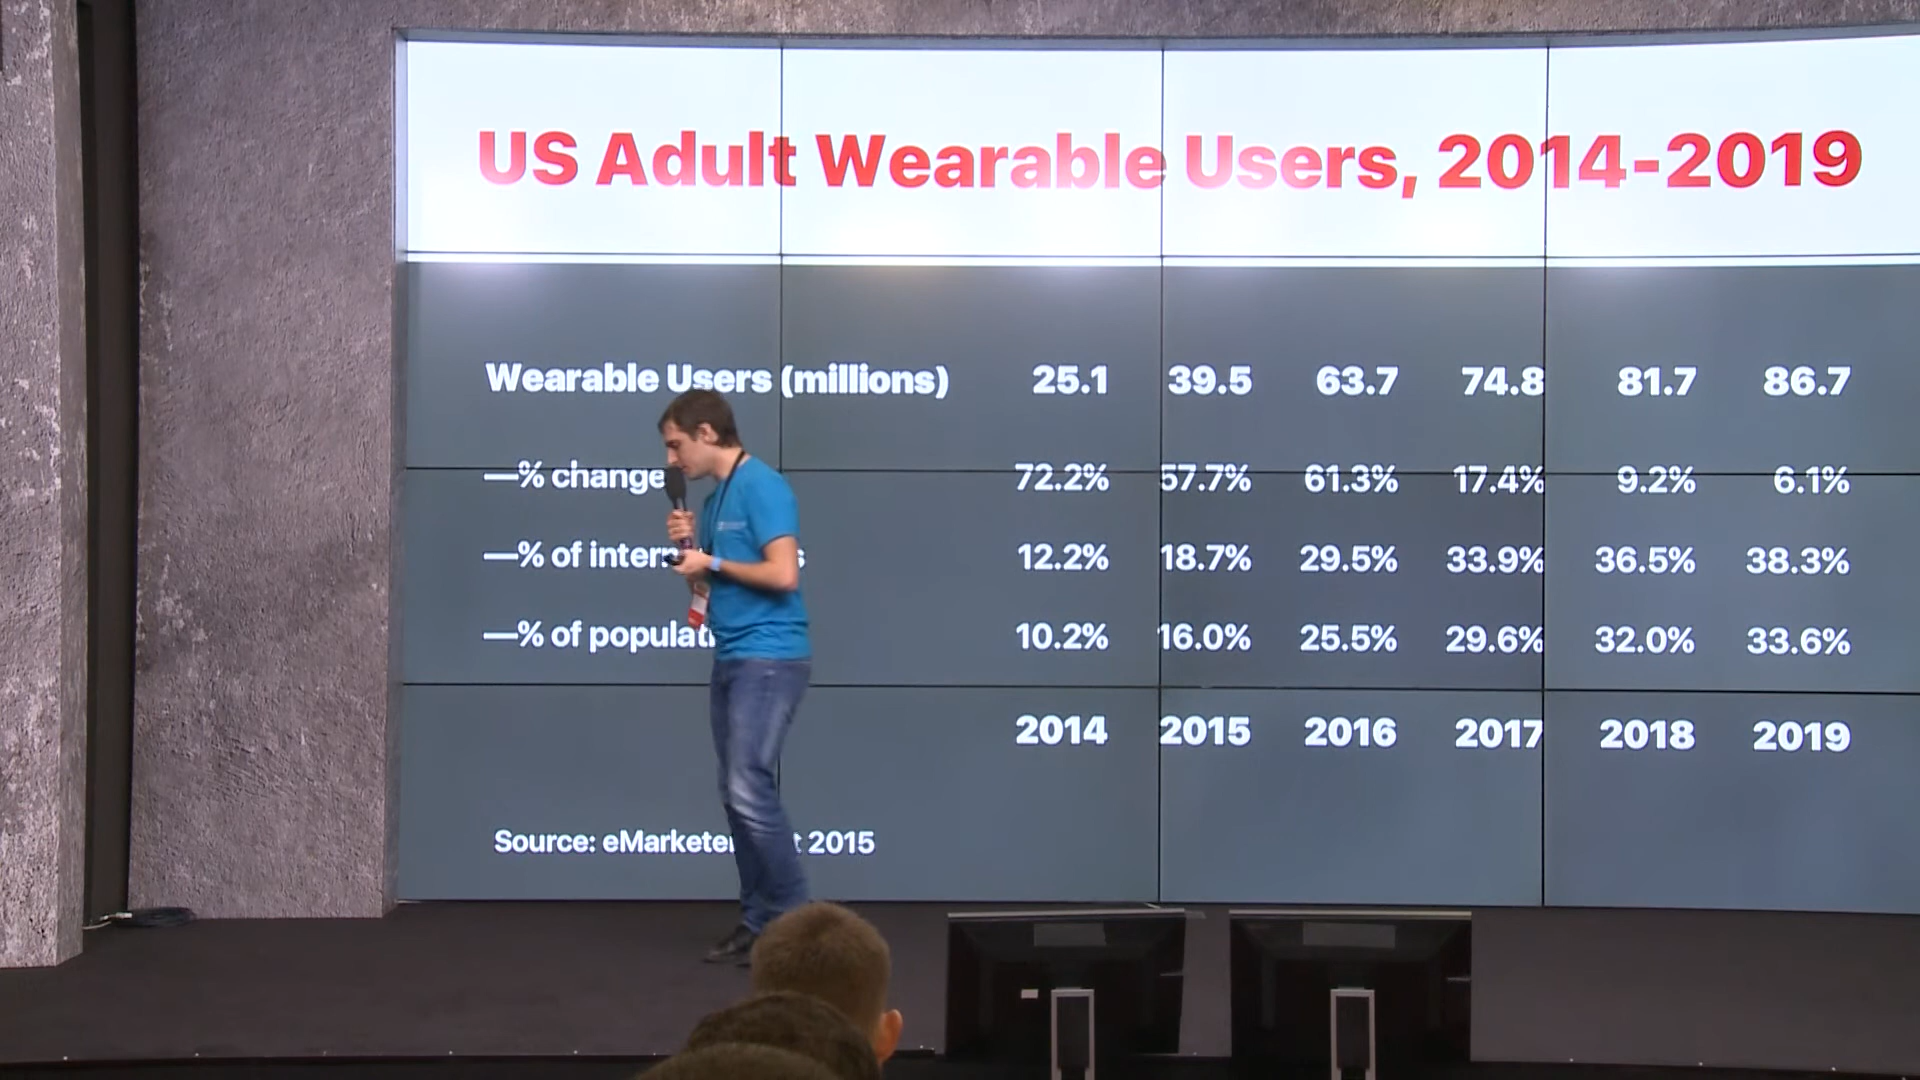 US Adult Wearable Users, 2014-2019
Wearable Users (millions) 25.1 39.5 63.7 74.8 81.7 86.7
—% change 72.2% 57.7% 61.3% 17.4% 9.2% 6.1%
—% of 12.2% 18.7% 29.5% 33.9% 36.5% 38.3%
—% of 10.2% 16.0% 25.5% 29.6% 32.0% 33.6%
2014 2015 2016 2017 2018 2019
Source: 2015